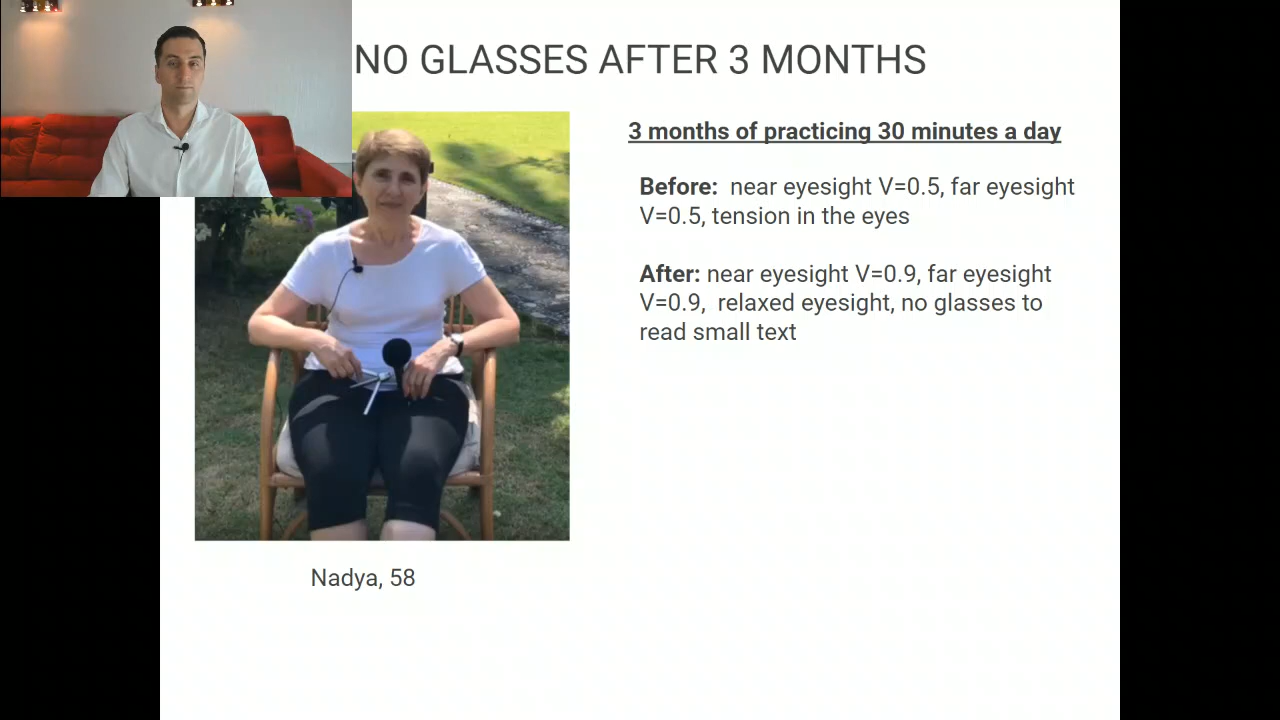 NO GLASSES AFTER 3 MONTHS
3 months of practicing 30 minutes a day
Before: near eyesight V=0.5, far eyesight
V=0.5, tension in the eyes
After: near eyesight V=0.9, far eyesight
V=0.9, relaxed eyesight, no glasses to
read small text
Nadya, 58